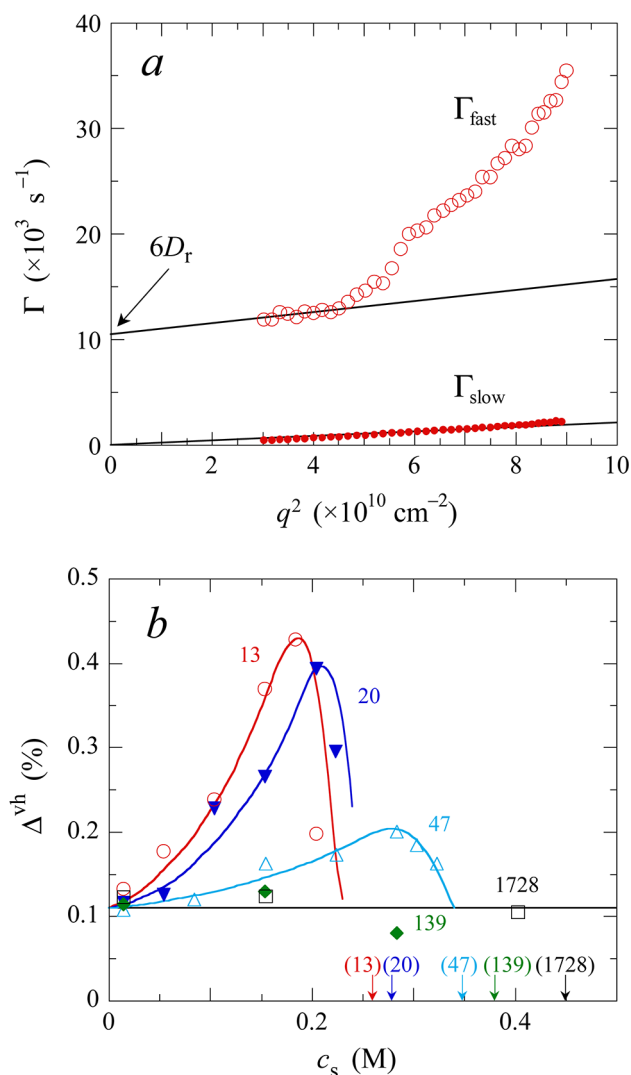 40
a
Γfast
30
Γ (×10³ s⁻¹)
20
6Dr
10
Γslow
0
0 2 4 6 8 10
q² (×10¹⁰ cm⁻²)
0.5
b
13
0.4
20
0.3
Δᵛʰ (%)
0.2
47
1728
0.1
139
(13) (20) (47) (139) (1728)
0
0 0.2 0.4
cs (M)